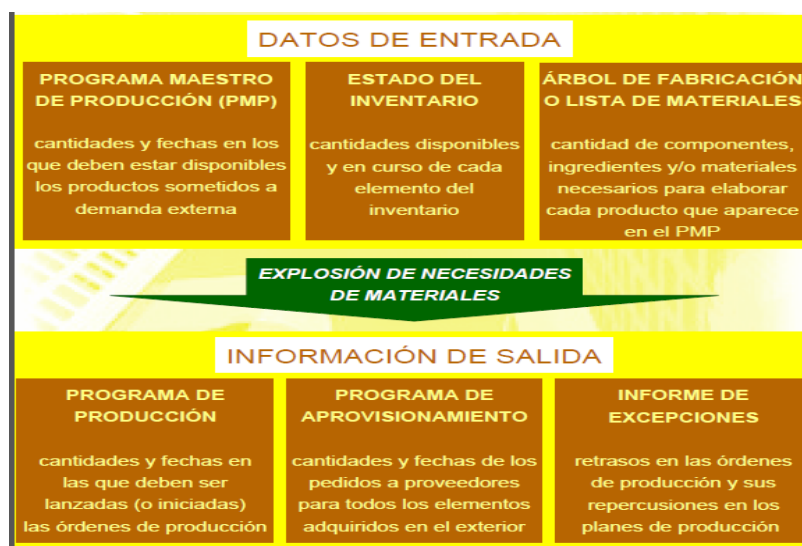 DATOS DE ENTRADA
PROGRAMA MAESTRO
DE PRODUCCIÓN (PMP)
cantidades y fechas en los
que deben estar disponibles
los productos sometidos a
demanda externa
ESTADO DEL
INVENTARIO
cantidades disponibles
y en curso de cada
elemento del
inventario
ÁRBOL DE FABRICACIÓN
O LISTA DE MATERIALES
cantidad de componentes,
ingredientes y/o materiales
necesarios para elaborar
cada producto que aparece
en el PMP
EXPLOSIÓN DE NECESIDADES
DE MATERIALES
INFORMACIÓN DE SALIDA
PROGRAMA DE
PRODUCCIÓN
cantidades y fechas en
las que deben ser
lanzadas (o iniciadas)
las órdenes de producción
PROGRAMA DE
APROVISIONAMIENTO
cantidades y fechas de los
pedidos a proveedores
para todos los elementos
adquiridos en el exterior
INFORME DE
EXCEPCIONES
retrasos en las órdenes
de producción y sus
repercusiones en los
planes de producción